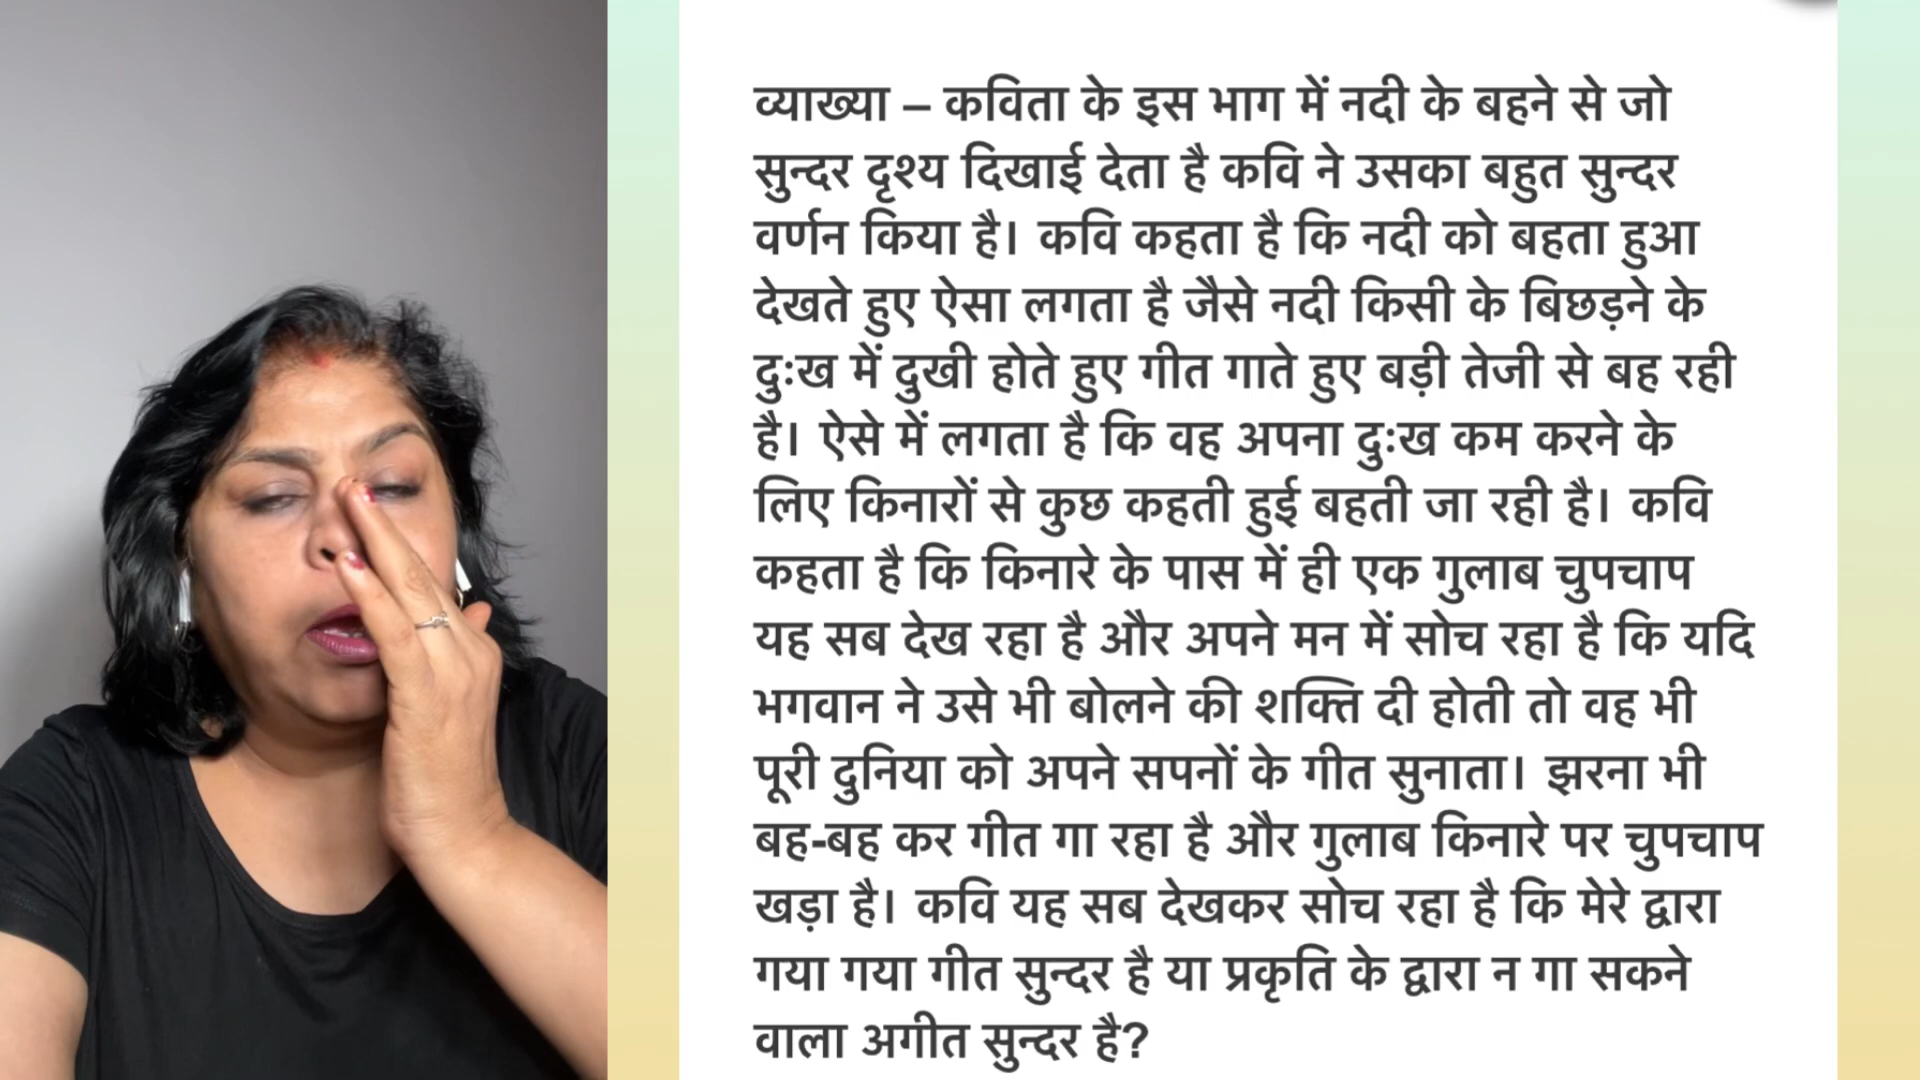 व्याख्या – कविता के इस भाग में नदी के बहने से जो
सुन्दर दृश्य दिखाई देता है कवि ने उसका बहुत सुन्दर
वर्णन किया है। कवि कहता है कि नदी को बहता हुआ
देखते हुए ऐसा लगता है जैसे नदी किसी के बिछड़ने के
दुःख में दुखी होते हुए गीत गाते हुए बड़ी तेजी से बह रही
है। ऐसे में लगता है कि वह अपना दुःख कम करने के
लिए किनारों से कुछ कहती हुई बहती जा रही है। कवि
कहता है कि किनारे के पास में ही एक गुलाब चुपचाप
यह सब देख रहा है और अपने मन में सोच रहा है कि यदि
भगवान ने उसे भी बोलने की शक्ति दी होती तो वह भी
पूरी दुनिया को अपने सपनों के गीत सुनाता। झरना भी
बह-बह कर गीत गा रहा है और गुलाब किनारे पर चुपचाप
खड़ा है। कवि यह सब देखकर सोच रहा है कि मेरे द्वारा
गया गया गीत सुन्दर है या प्रकृति के द्वारा न गा सकने
वाला अगीत सुन्दर है?